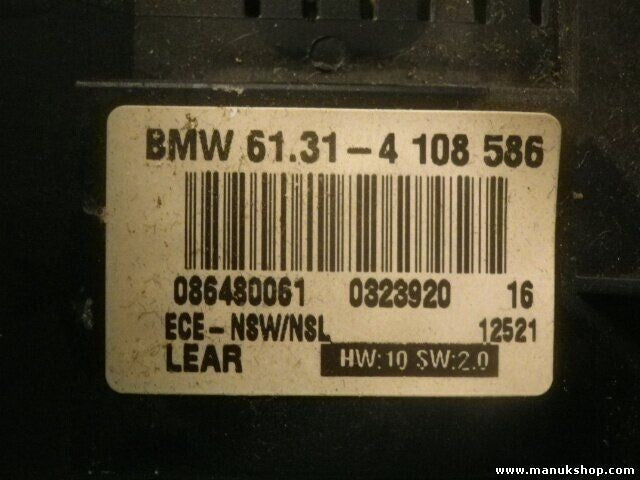 BMW 61.31-4 108 586
086480061 0323920 16
ECE-NSW/NSL 12521
LEAR HW:10 SW:2.0
www.manukshop.com